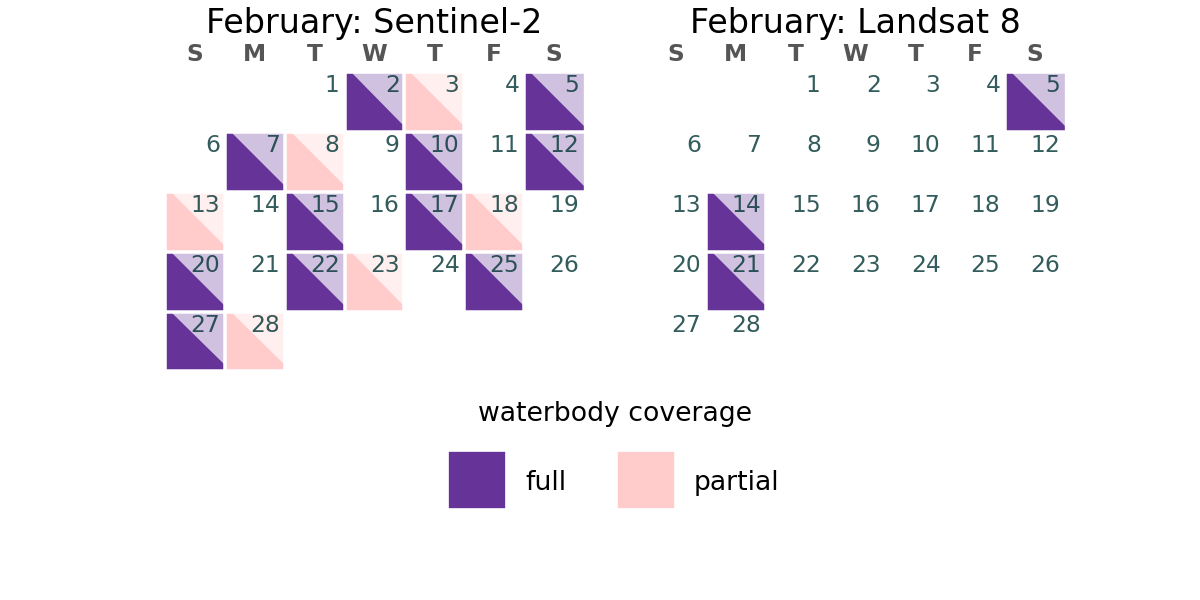 February: Sentinel-2
S M T W T F S
1 2 3 4 5
6 7 8 9 10 11 12
13 14 15 16 17 18 19
20 21 22 23 24 25 26
27 28
February: Landsat 8
S M T W T F S
1 2 3 4 5
6 7 8 9 10 11 12
13 14 15 16 17 18 19
20 21 22 23 24 25 26
27 28
waterbody coverage
full partial